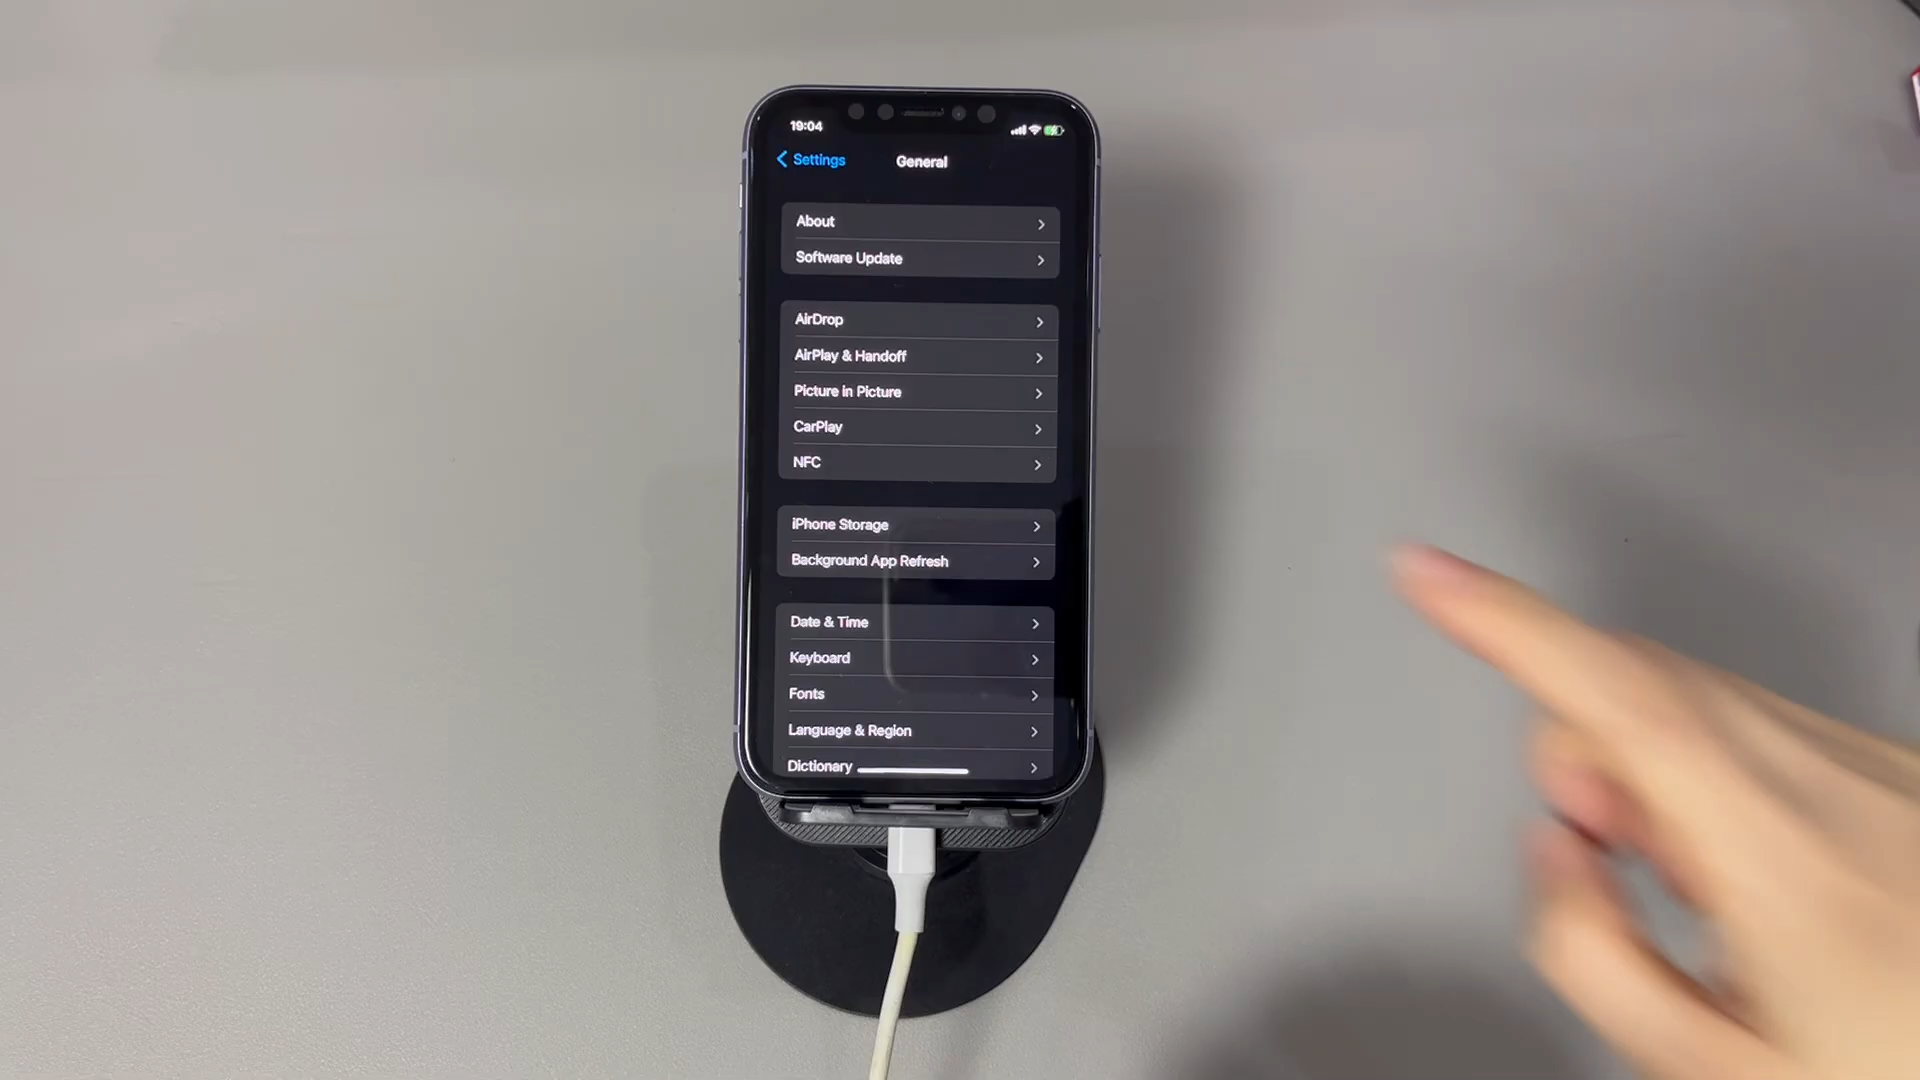 19:04
Settings
General
About
Software Update
AirDrop
AirPlay & Handoff
Picture in Picture
CarPlay
NFC
iPhone Storage
Background App Refresh
Date & Time
Keyboard
Fonts
Language & Region
Dictionary